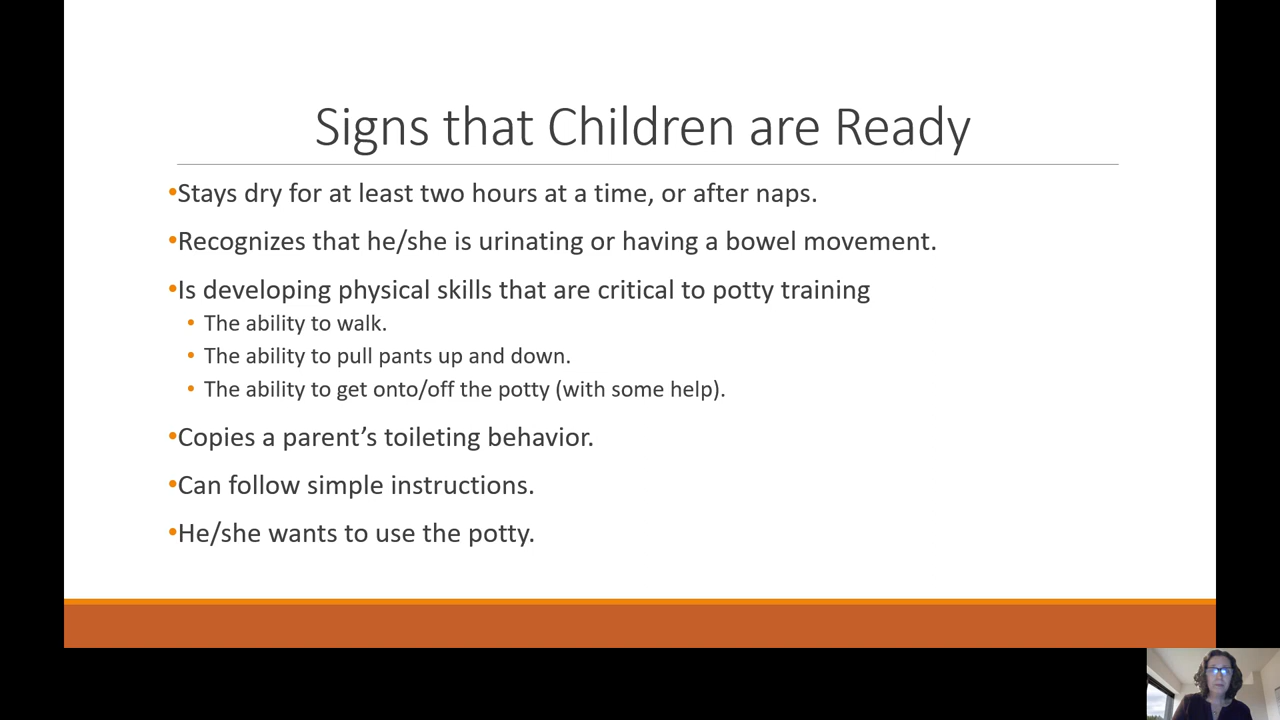 Signs that Children are Ready
•Stays dry for at least two hours at a time, or after naps.
•Recognizes that he/she is urinating or having a bowel movement.
•Is developing physical skills that are critical to potty training
• The ability to walk.
• The ability to pull pants up and down.
• The ability to get onto/off the potty (with some help).
•Copies a parent’s toileting behavior.
•Can follow simple instructions.
•He/she wants to use the potty.